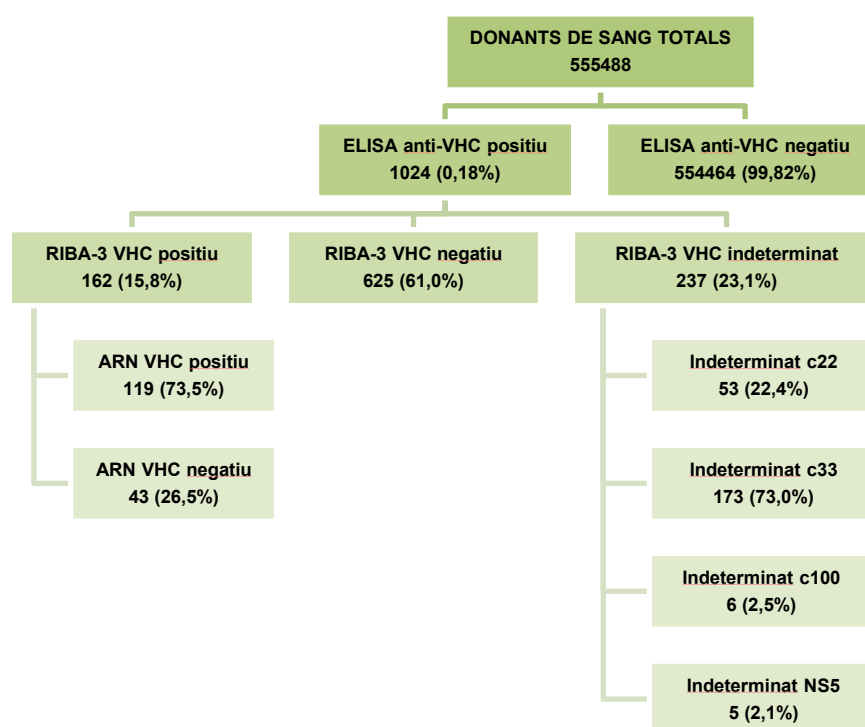 DONANTS DE SANG TOTALS
555488
ELISA anti-VHC positiu
1024 (0,18%)
ELISA anti-VHC negatiu
554464 (99,82%)
RIBA-3 VHC positiu
162 (15,8%)
RIBA-3 VHC negatiu
625 (61,0%)
RIBA-3 VHC indeterminat
237 (23,1%)
ARN VHC positiu
119 (73,5%)
ARN VHC negatiu
43 (26,5%)
Indeterminat c22
53 (22,4%)
Indeterminat c33
173 (73,0%)
Indeterminat c100
6 (2,5%)
Indeterminat NS5
5 (2,1%)